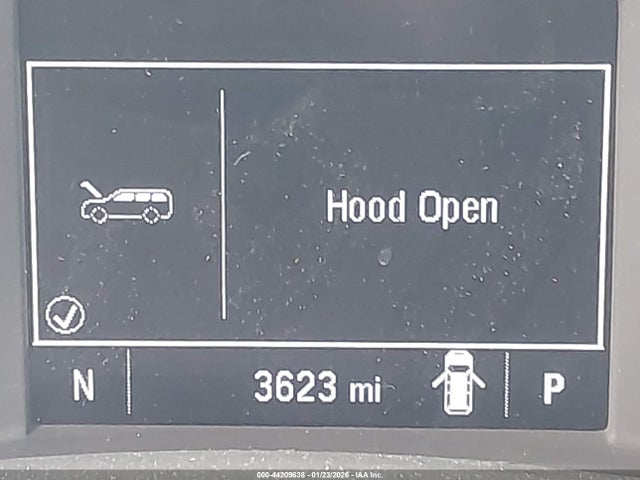 Hood Open
N 3623 mi P
000-44209638 - 01/23/2026 - IAA Inc.